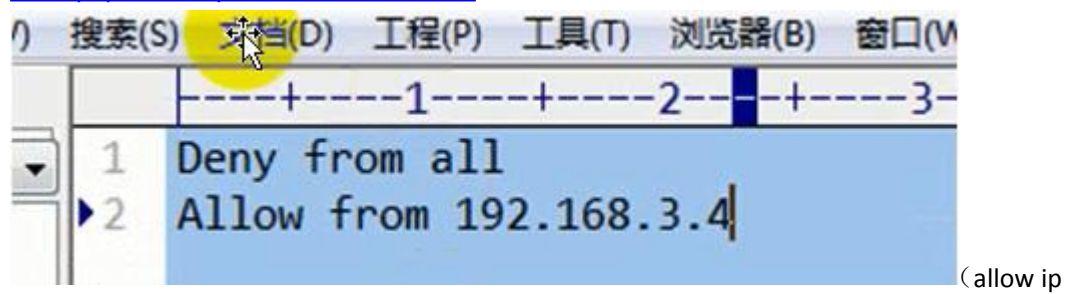 ) 搜索(S) 文档(D) 工程(P) 工具(T) 浏览器(B) 窗口(W
----+----1----+----2----+----3-
1 Deny from all
2 Allow from 192.168.3.4
（allow ip